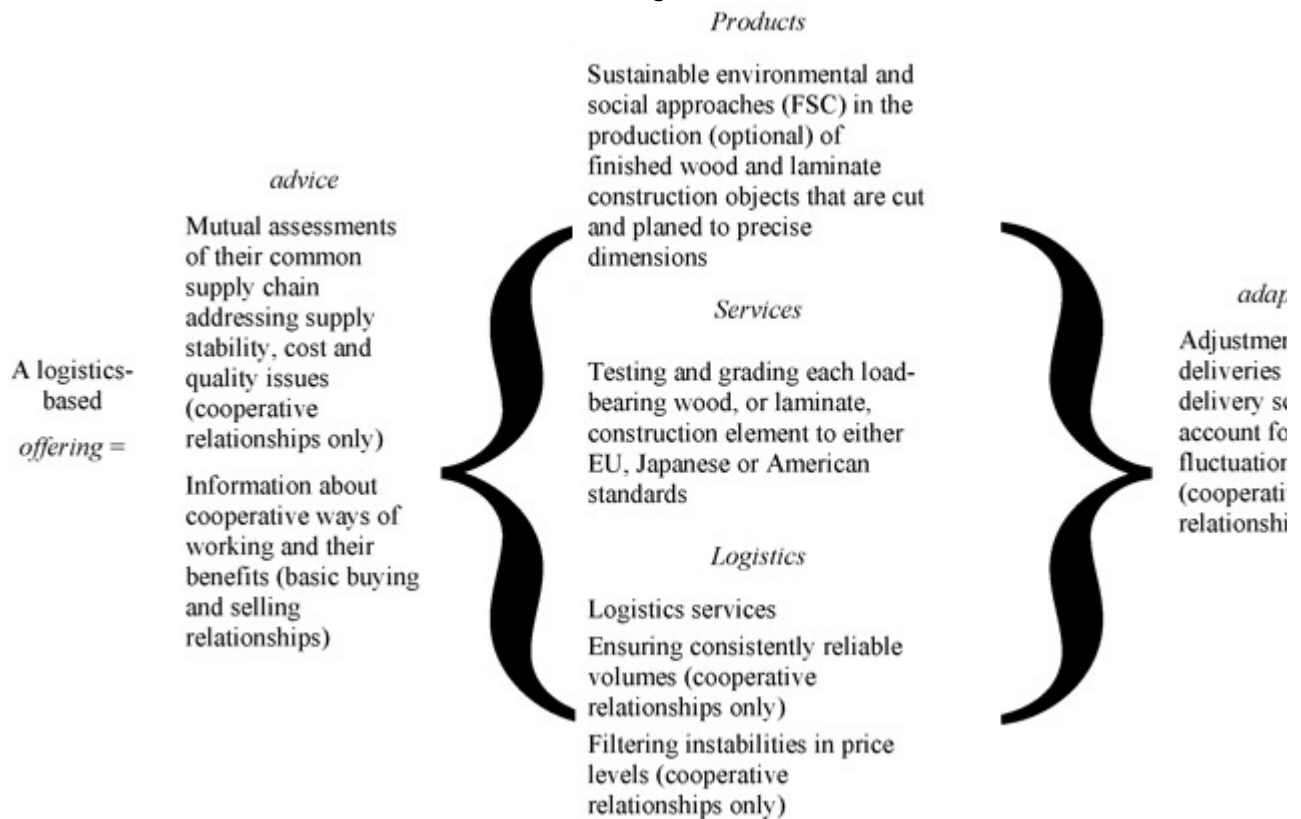 A logistics-
based
offering =
advice
Mutual assessments
of their common
supply chain
addressing supply
stability, cost and
quality issues
(cooperative
relationships only)
Information about
cooperative ways of
working and their
benefits (basic buying
and selling
relationships)
Products
Sustainable environmental and
social approaches (FSC) in the
production (optional) of
finished wood and laminate
construction objects that are cut
and planed to precise
dimensions
Services
Testing and grading each load-
bearing wood, or laminate,
construction element to either
EU, Japanese or American
standards
Logistics
Logistics services
Ensuring consistently reliable
volumes (cooperative
relationships only)
Filtering instabilities in price
levels (cooperative
relationships only)
adap
Adjustmen
deliveries
delivery sc
account fo
fluctuation
(cooperati
relationshi